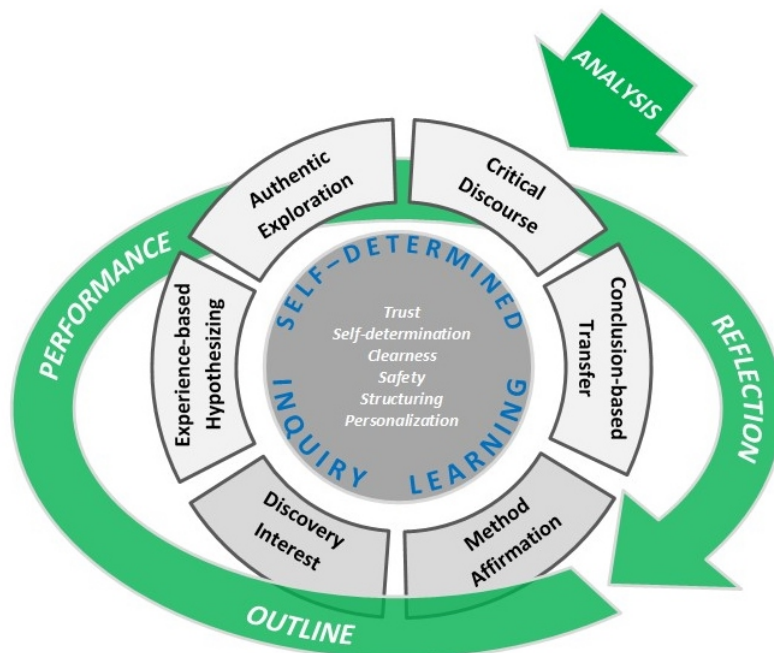 ANALYSIS
Authentic
Exploration
Critical
Discourse
PERFORMANCE
Experience-based
Hypothesizing
SELF–DETERMINED
Trust
Self-determination
Clearness
Safety
Structuring
Personalization
INQUIRY LEARNING
Conclusion-based
Transfer
REFLECTION
Discovery
Interest
Method
Affirmation
OUTLINE